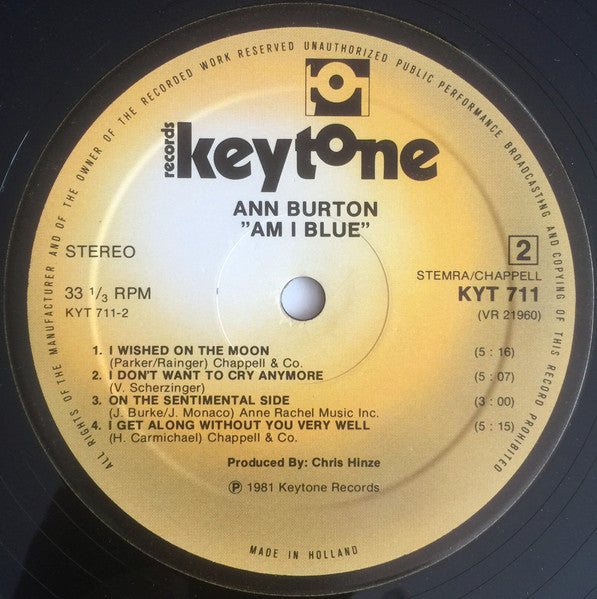 ALL RIGHTS OF THE MANUFACTURER AND OF THE OWNER OF THE RECORDED WORK RESERVED UNAUTHORIZED PUBLIC PERFORMANCE BROADCASTING AND COPYING OF THIS RECORD PROHIBITED
records
keytone
ANN BURTON
"AM I BLUE"
STEREO
2
STEMRA/CHAPPELL
33 1/3 RPM
KYT 711
KYT 711-2
(VR 21960)
1. I WISHED ON THE MOON (5 : 16)
(Parker/Rainger) Chappell & Co.
2. I DON'T WANT TO CRY ANYMORE (5 : 07)
(V. Scherzinger)
3. ON THE SENTIMENTAL SIDE (3 : 00)
(J. Burke/J. Monaco) Anne Rachel Music Inc.
4. I GET ALONG WITHOUT YOU VERY WELL (5 : 15)
(H. Carmichael) Chappell & Co.
Produced By: Chris Hinze
Ⓟ 1981 Keytone Records
MADE IN HOLLAND